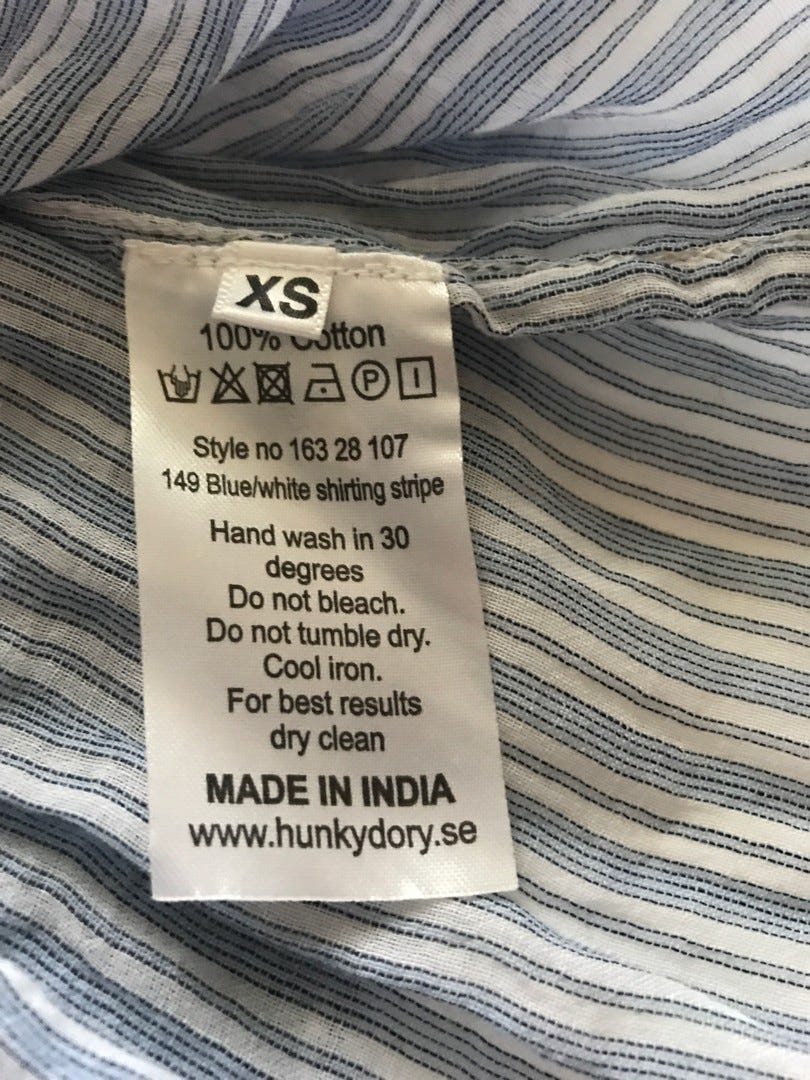 XS
100% Cotton
P
Style no 163 28 107
149 Blue/white shirting stripe
Hand wash in 30
degrees
Do not bleach.
Do not tumble dry.
Cool iron.
For best results
dry clean
MADE IN INDIA
www.hunkydory.se